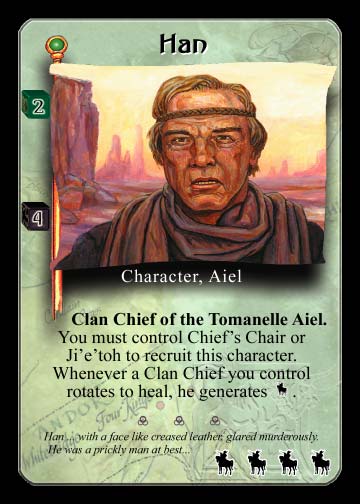 Han
2
4
Character, Aiel
Clan Chief of the Tomanelle Aiel.
You must control Chief's Chair or
Ji'e'toh to recruit this character.
Whenever a Clan Chief you control
rotates to heal, he generates .
Han... with a face like creased leather, glared murderously.
He was a prickly man at best...